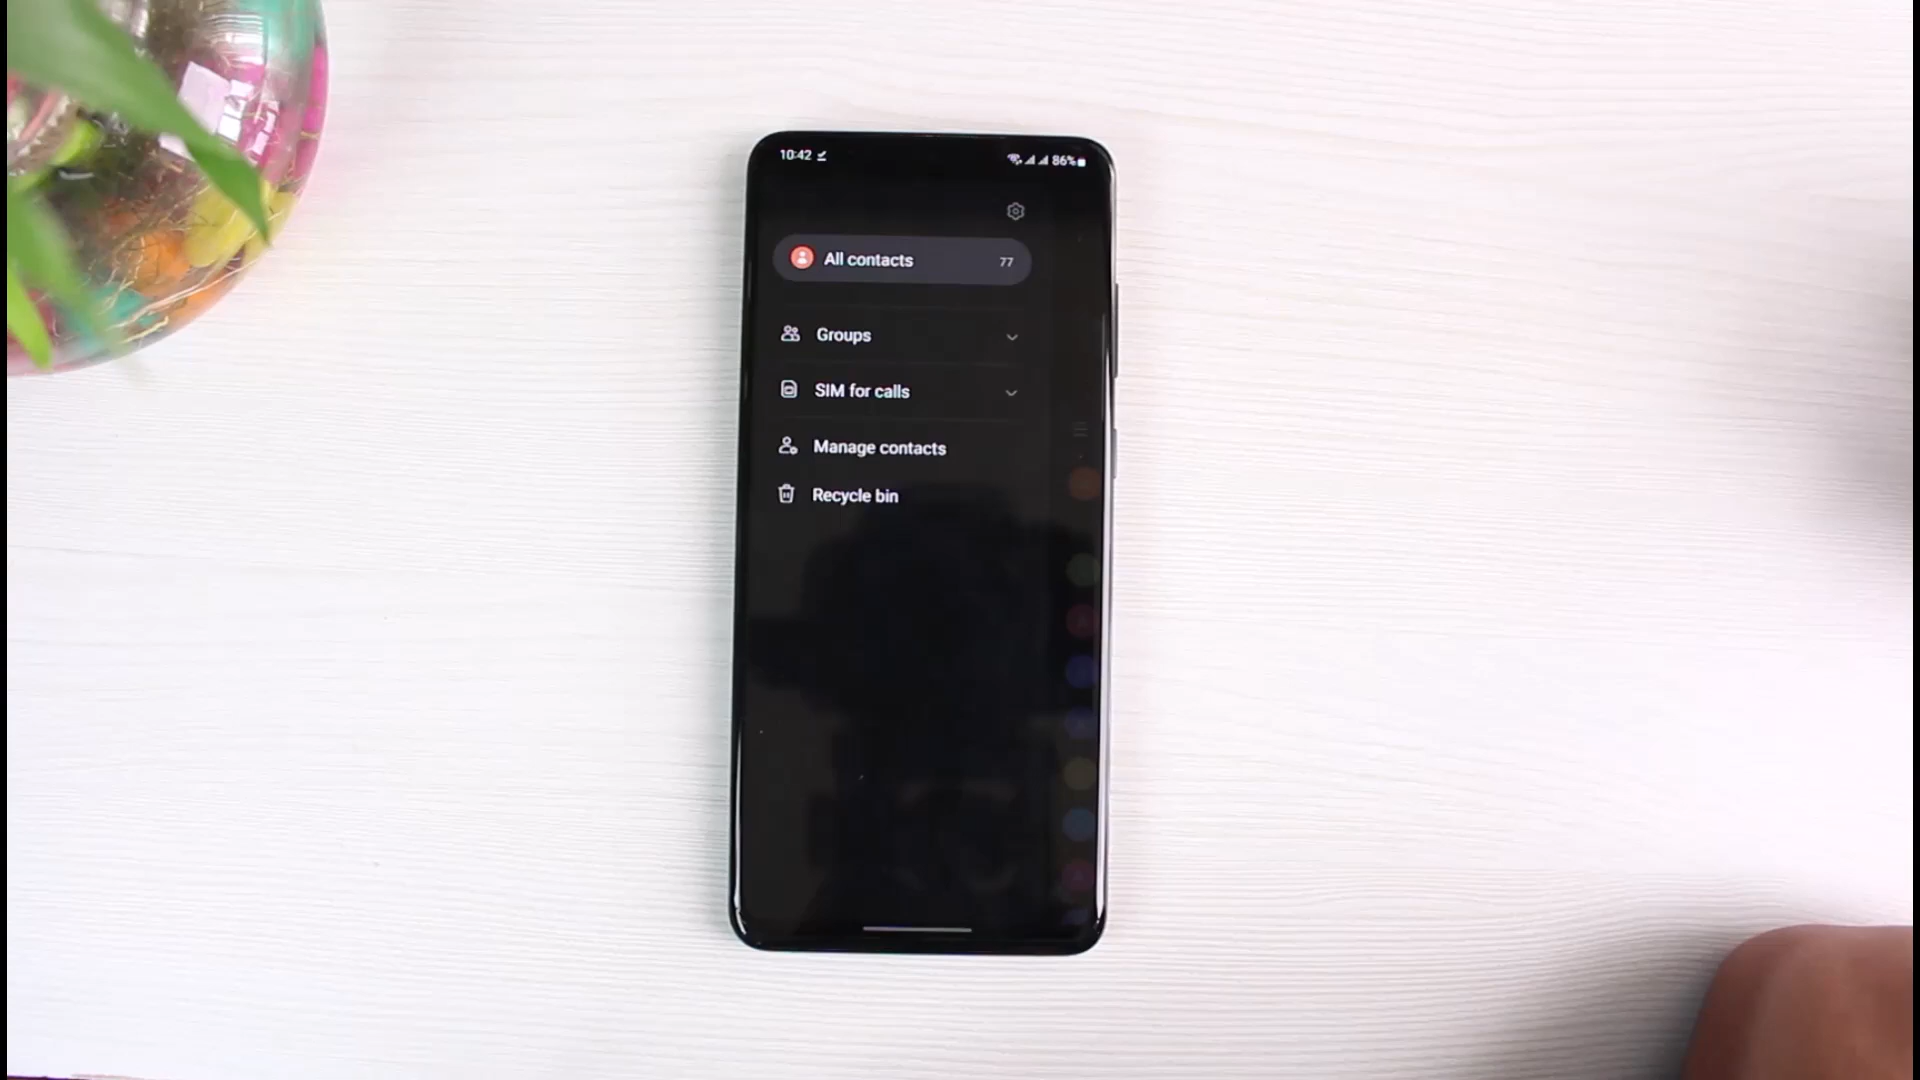 10:42
86%
All contacts 77
Groups
SIM for calls
Manage contacts
Recycle bin